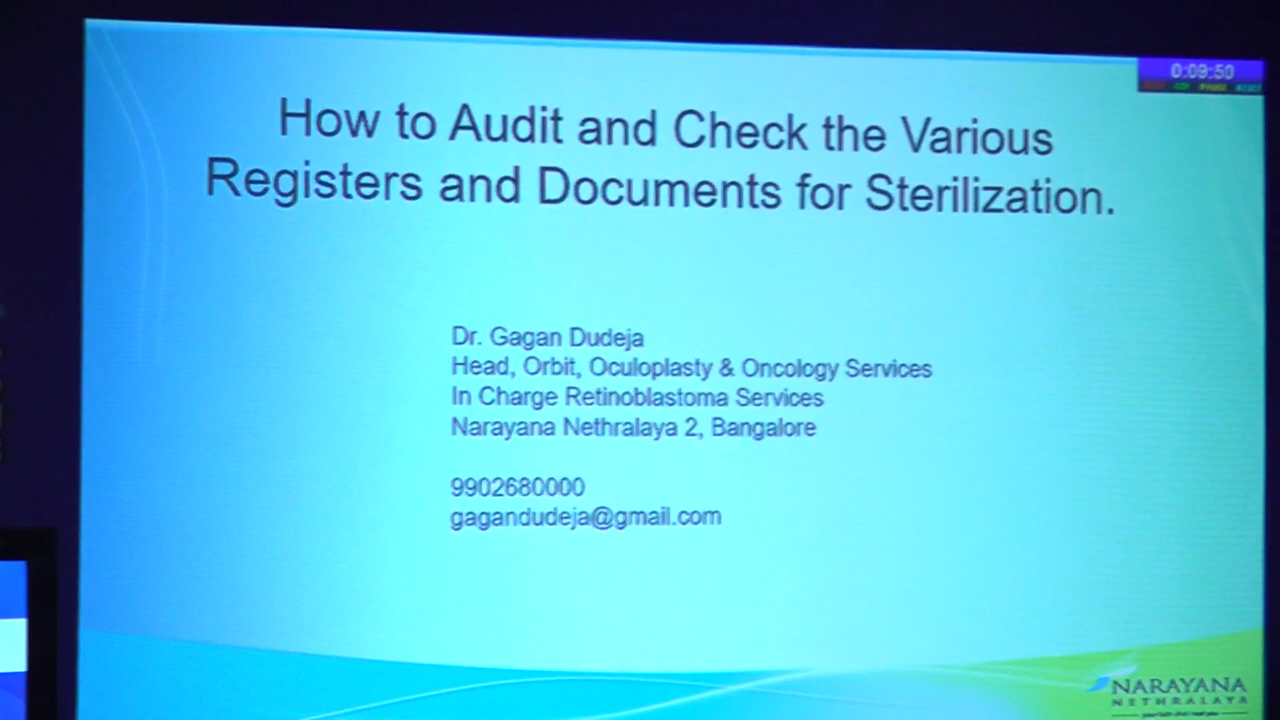 0:09:50
How to Audit and Check the Various
Registers and Documents for Sterilization.
Dr. Gagan Dudeja
Head, Orbit, Oculoplasty & Oncology Services
In Charge Retinoblastoma Services
Narayana Nethralaya 2, Bangalore
9902680000
gagandudeja@gmail.com
NARAYANA
NETHRALAYA